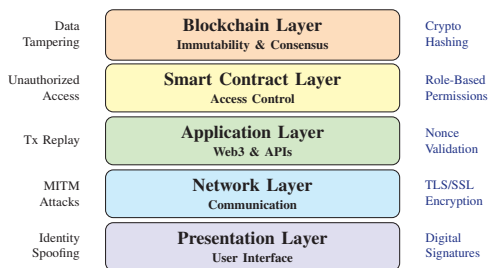 Data
Tampering
Blockchain Layer
Immutability & Consensus
Crypto
Hashing
Unauthorized
Access
Smart Contract Layer
Access Control
Role-Based
Permissions
Tx Replay
Application Layer
Web3 & APIs
Nonce
Validation
MITM
Attacks
Network Layer
Communication
TLS/SSL
Encryption
Identity
Spoofing
Presentation Layer
User Interface
Digital
Signatures